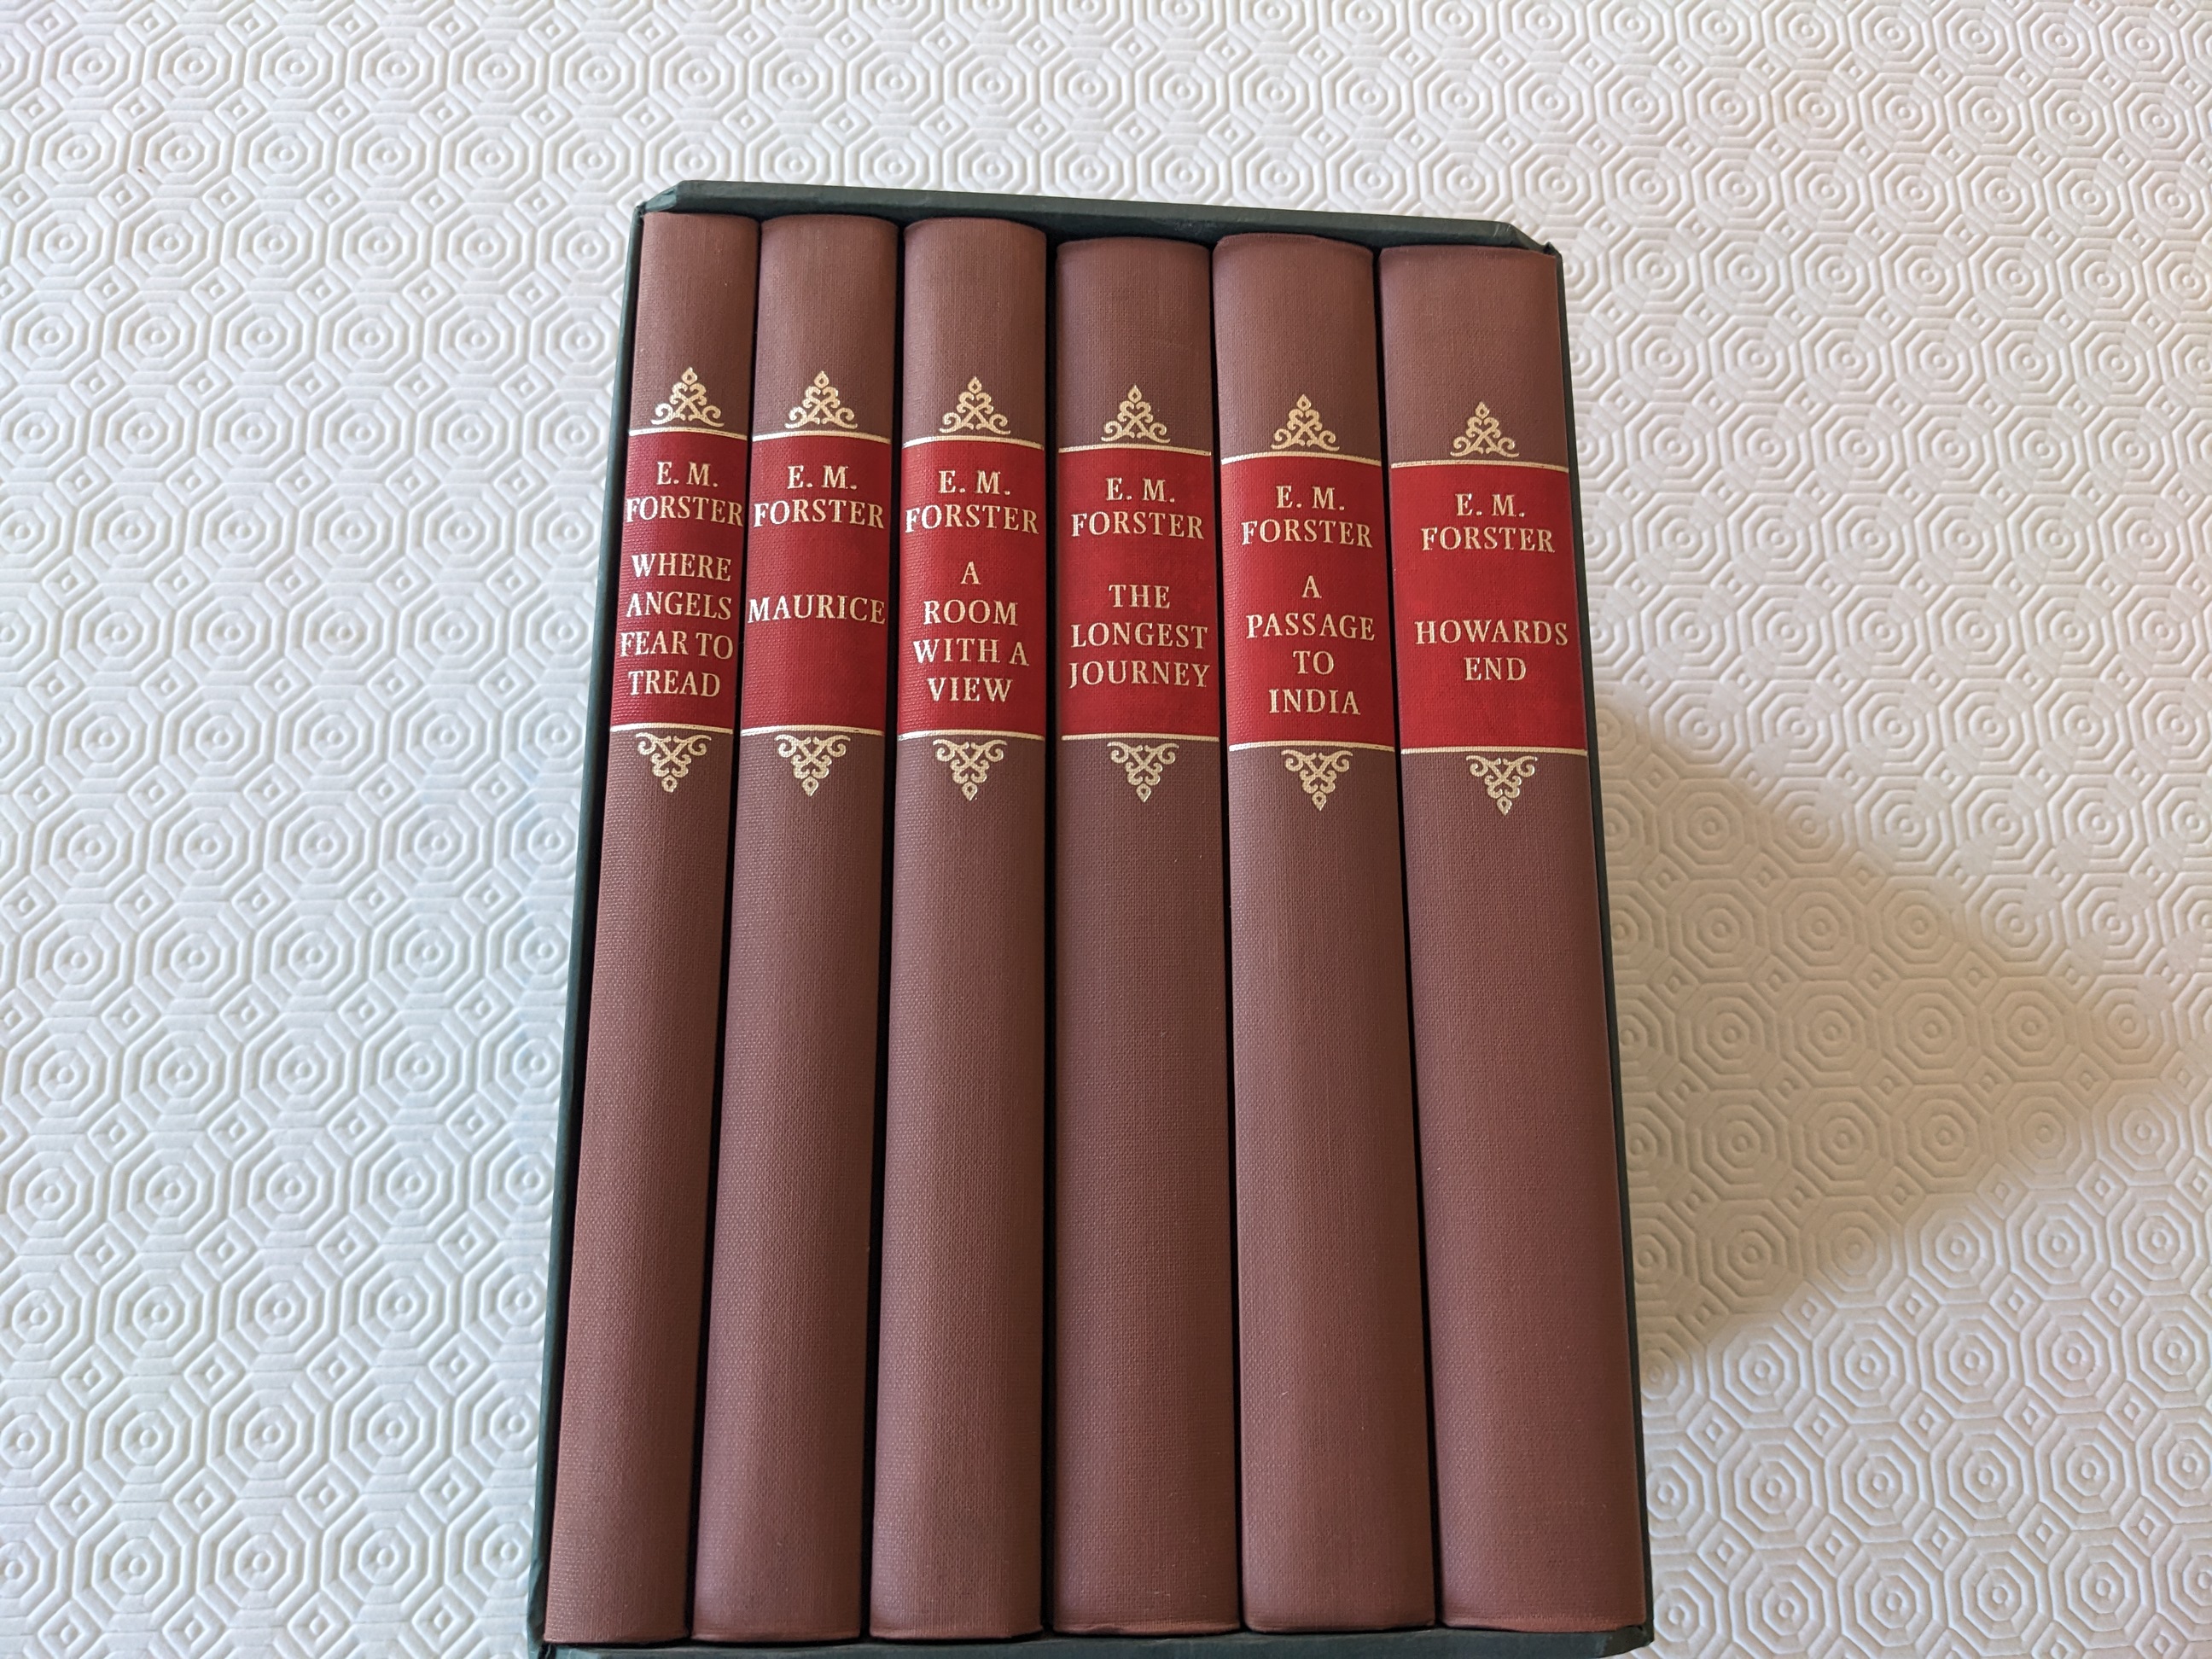 E. M.
FORSTER
WHERE
ANGELS
FEAR TO
TREAD
E. M.
FORSTER
MAURICE
E. M.
FORSTER
A
ROOM
WITH A
VIEW
E. M.
FORSTER
THE
LONGEST
JOURNEY
E. M.
FORSTER
A
PASSAGE
TO
INDIA
E. M.
FORSTER
HOWARDS
END